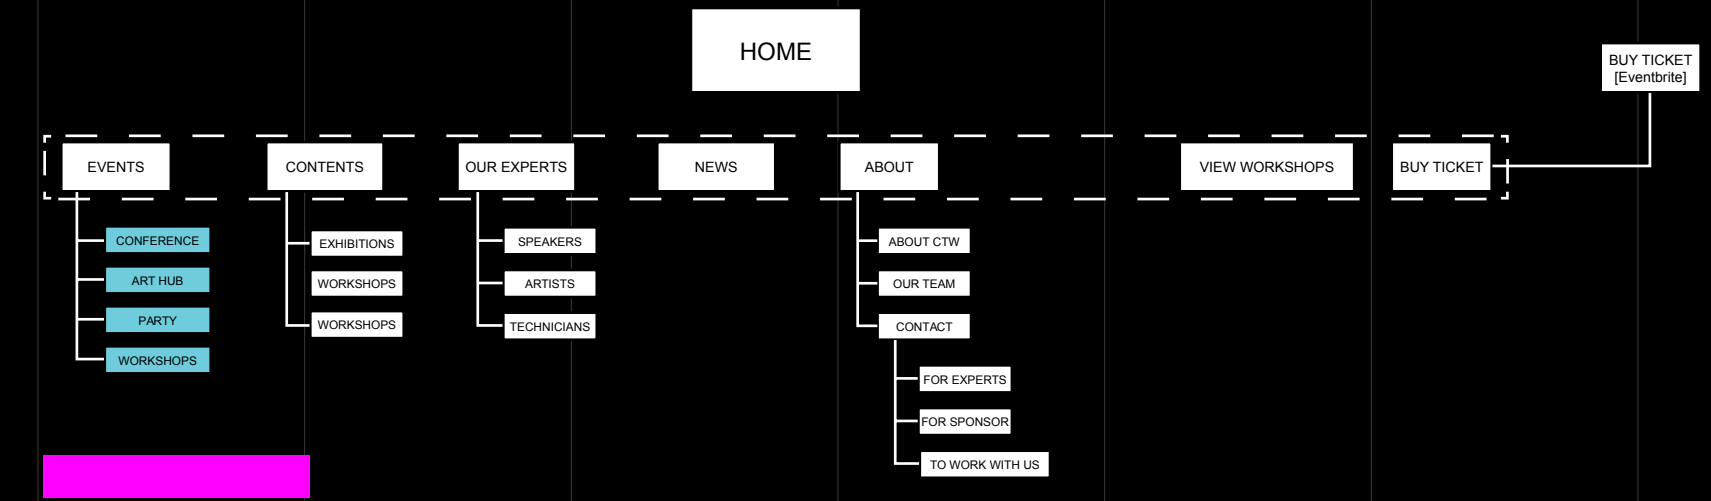 HOME
BUY TICKET
[Eventbrite]
EVENTS
CONTENTS
OUR EXPERTS
NEWS
ABOUT
VIEW WORKSHOPS
BUY TICKET
CONFERENCE
ART HUB
PARTY
WORKSHOPS
EXHIBITIONS
WORKSHOPS
WORKSHOPS
SPEAKERS
ARTISTS
TECHNICIANS
ABOUT CTW
OUR TEAM
CONTACT
FOR EXPERTS
FOR SPONSOR
TO WORK WITH US